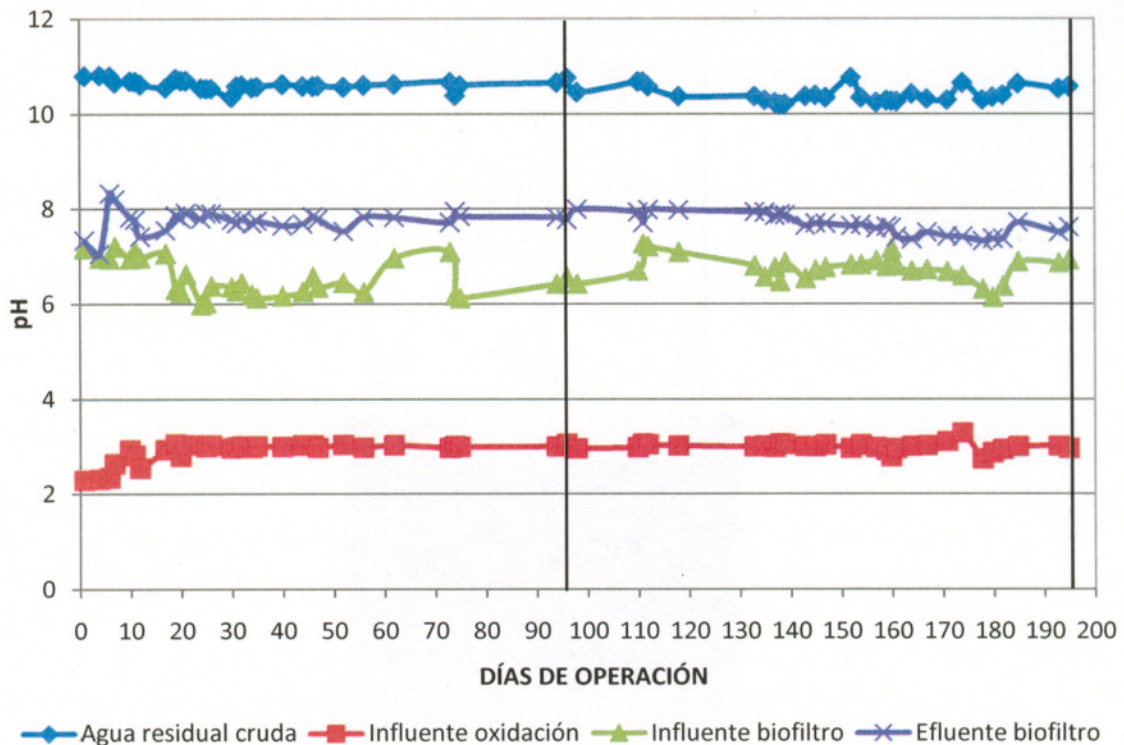 12
10
8
6
4
2
0
pH
0 10 20 30 40 50 60 70 80 90 100 110 120 130 140 150 160 170 180 190 200
DÍAS DE OPERACIÓN
Agua residual cruda Influente oxidación Influente biofiltro Efluente biofiltro